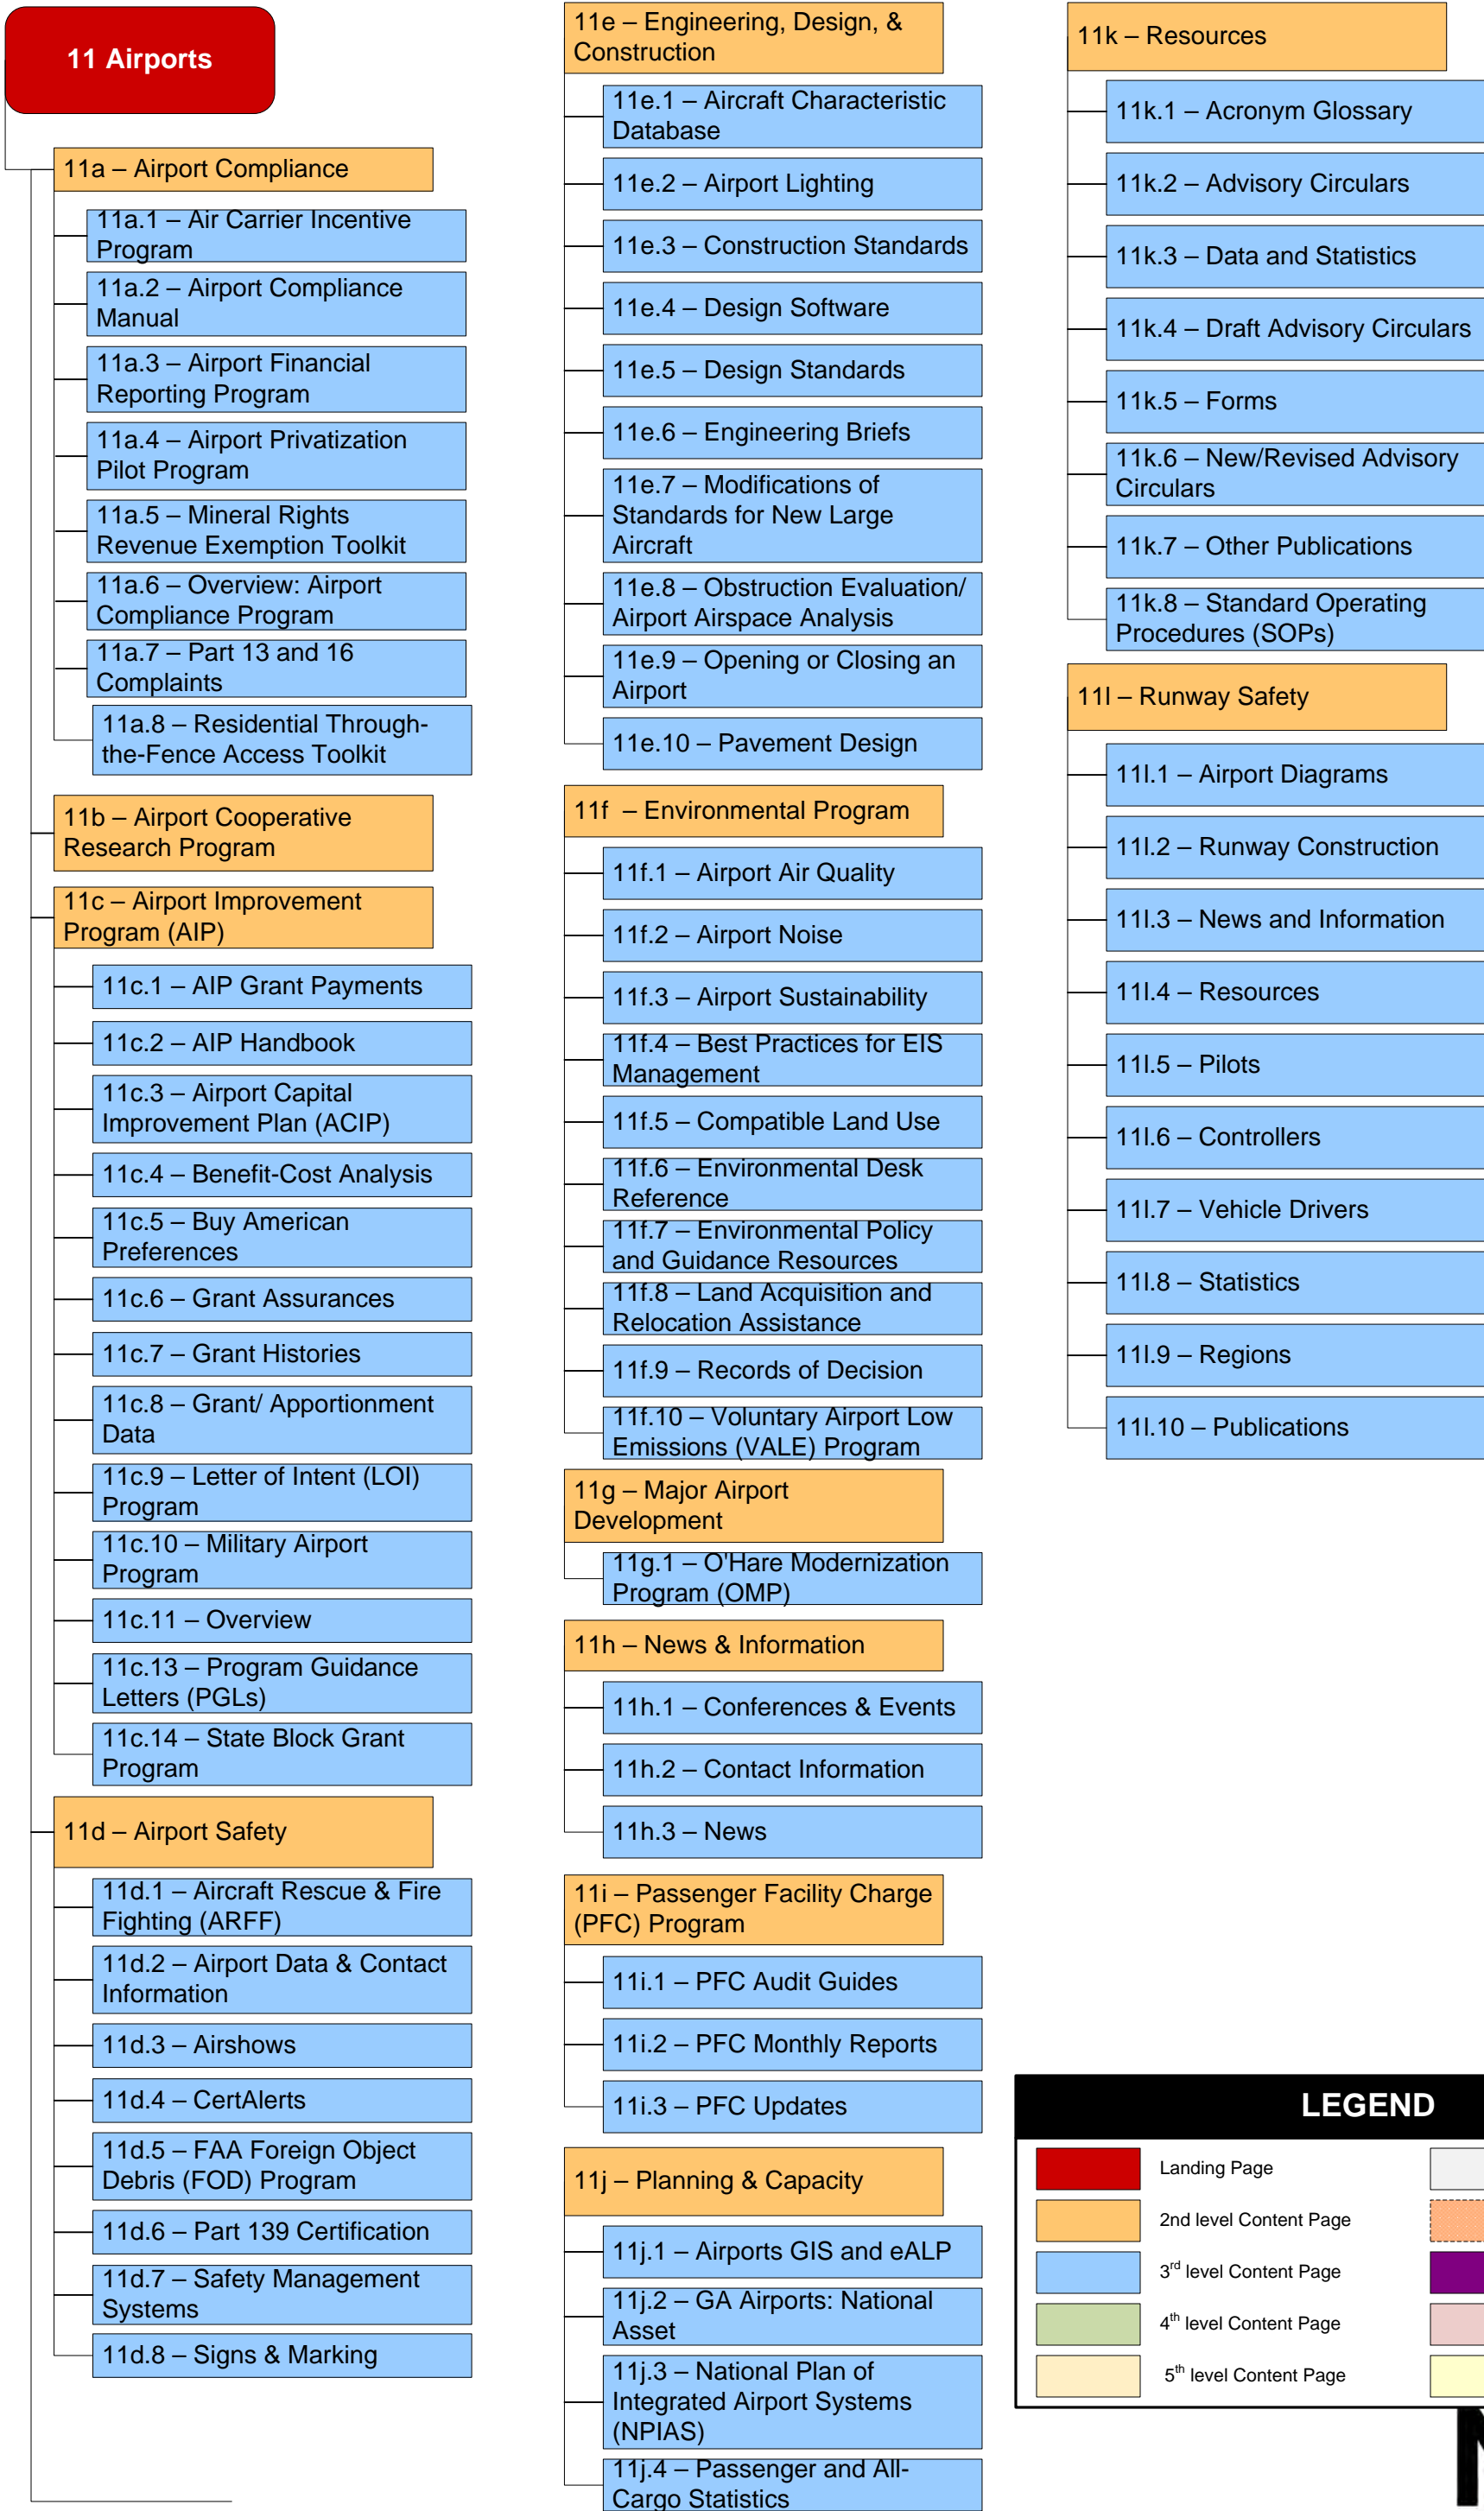 11 Airports
11a – Airport Compliance
11a.1 – Air Carrier Incentive
Program
11a.2 – Airport Compliance
Manual
11a.3 – Airport Financial
Reporting Program
11a.4 – Airport Privatization
Pilot Program
11a.5 – Mineral Rights
Revenue Exemption Toolkit
11a.6 – Overview: Airport
Compliance Program
11a.7 – Part 13 and 16
Complaints
11a.8 – Residential Through-
the-Fence Access Toolkit
11b – Airport Cooperative
Research Program
11c – Airport Improvement
Program (AIP)
11c.1 – AIP Grant Payments
11c.2 – AIP Handbook
11c.3 – Airport Capital
Improvement Plan (ACIP)
11c.4 – Benefit-Cost Analysis
11c.5 – Buy American
Preferences
11c.6 – Grant Assurances
11c.7 – Grant Histories
11c.8 – Grant/ Apportionment
Data
11c.9 – Letter of Intent (LOI)
Program
11c.10 – Military Airport
Program
11c.11 – Overview
11c.13 – Program Guidance
Letters (PGLs)
11c.14 – State Block Grant
Program
11d – Airport Safety
11d.1 – Aircraft Rescue & Fire
Fighting (ARFF)
11d.2 – Airport Data & Contact
Information
11d.3 – Airshows
11d.4 – CertAlerts
11d.5 – FAA Foreign Object
Debris (FOD) Program
11d.6 – Part 139 Certification
11d.7 – Safety Management
Systems
11d.8 – Signs & Marking
11e – Engineering, Design, &
Construction
11e.1 – Aircraft Characteristic
Database
11e.2 – Airport Lighting
11e.3 – Construction Standards
11e.4 – Design Software
11e.5 – Design Standards
11e.6 – Engineering Briefs
11e.7 – Modifications of
Standards for New Large
Aircraft
11e.8 – Obstruction Evaluation/
Airport Airspace Analysis
11e.9 – Opening or Closing an
Airport
11e.10 – Pavement Design
11f – Environmental Program
11f.1 – Airport Air Quality
11f.2 – Airport Noise
11f.3 – Airport Sustainability
11f.4 – Best Practices for EIS
Management
11f.5 – Compatible Land Use
11f.6 – Environmental Desk
Reference
11f.7 – Environmental Policy
and Guidance Resources
11f.8 – Land Acquisition and
Relocation Assistance
11f.9 – Records of Decision
11f.10 – Voluntary Airport Low
Emissions (VALE) Program
11g – Major Airport
Development
11g.1 – O'Hare Modernization
Program (OMP)
11h – News & Information
11h.1 – Conferences & Events
11h.2 – Contact Information
11h.3 – News
11i – Passenger Facility Charge
(PFC) Program
11i.1 – PFC Audit Guides
11i.2 – PFC Monthly Reports
11i.3 – PFC Updates
11j – Planning & Capacity
11j.1 – Airports GIS and eALP
11j.2 – GA Airports: National
Asset
11j.3 – National Plan of
Integrated Airport Systems
(NPIAS)
11j.4 – Passenger and All-
Cargo Statistics
11k – Resources
11k.1 – Acronym Glossary
11k.2 – Advisory Circulars
11k.3 – Data and Statistics
11k.4 – Draft Advisory Circulars
11k.5 – Forms
11k.6 – New/Revised Advisory
Circulars
11k.7 – Other Publications
11k.8 – Standard Operating
Procedures (SOPs)
11l – Runway Safety
11l.1 – Airport Diagrams
11l.2 – Runway Construction
11l.3 – News and Information
11l.4 – Resources
11l.5 – Pilots
11l.6 – Controllers
11l.7 – Vehicle Drivers
11l.8 – Statistics
11l.9 – Regions
11l.10 – Publications
LEGEND
Landing Page
2nd level Content Page
3rd level Content Page
4th level Content Page
5th level Content Page